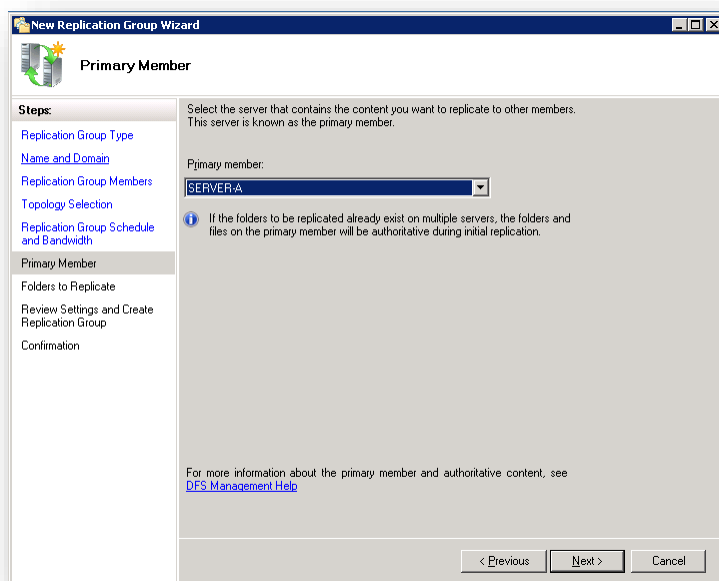 New Replication Group Wizard
Primary Member
Steps:
Replication Group Type
Name and Domain
Replication Group Members
Topology Selection
Replication Group Schedule
and Bandwidth
Primary Member
Folders to Replicate
Review Settings and Create
Replication Group
Confirmation
Select the server that contains the content you want to replicate to other members.
This server is known as the primary member.
Primary member:
SERVER-A
If the folders to be replicated already exist on multiple servers, the folders and
files on the primary member will be authoritative during initial replication.
For more information about the primary member and authoritative content, see
DFS Management Help
< Previous
Next >
Cancel